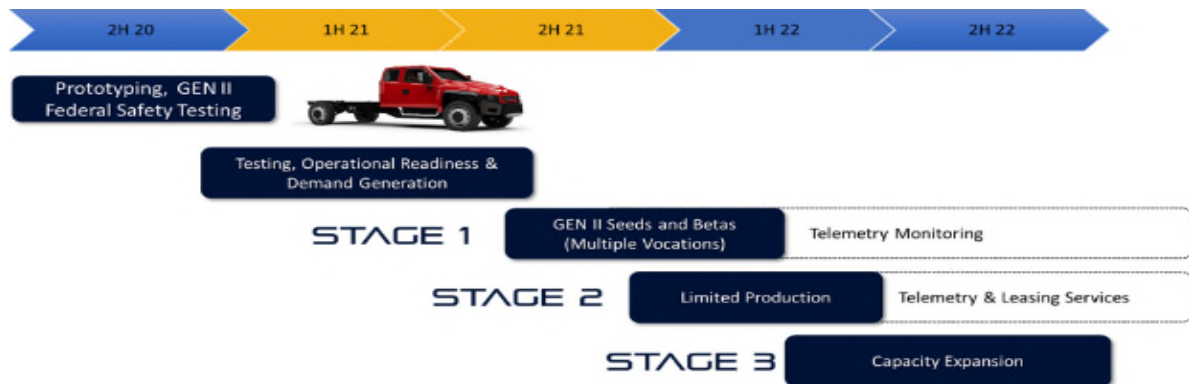 2H 20 1H 21 2H 21 1H 22 2H 22
Prototyping, GEN II
Federal Safety Testing
Testing, Operational Readiness &
Demand Generation
STAGE 1
GEN II Seeds and Betas
(Multiple Vocations)
Telemetry Monitoring
STAGE 2
Limited Production
Telemetry & Leasing Services
STAGE 3
Capacity Expansion